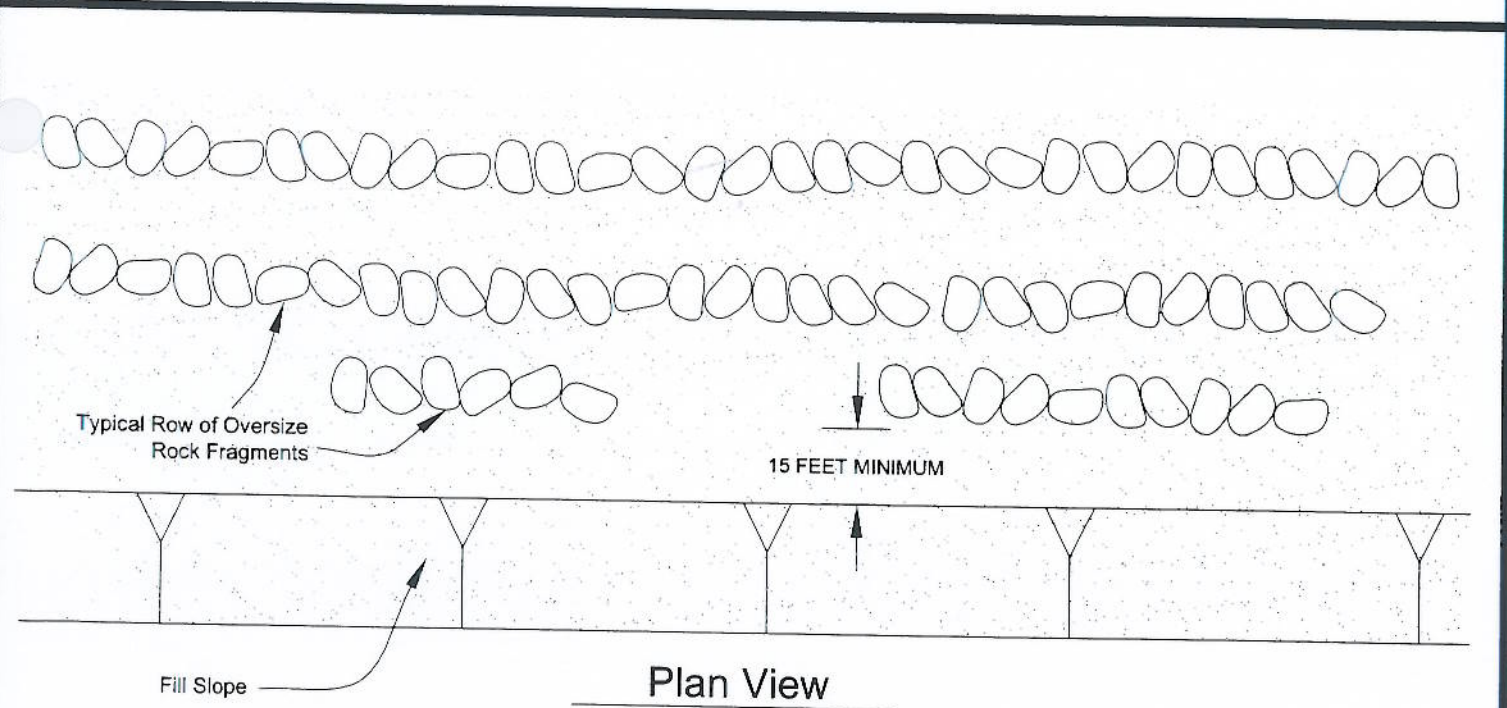 Typical Row of Oversize
Rock Fragments
15 FEET MINIMUM
Fill Slope
Plan View